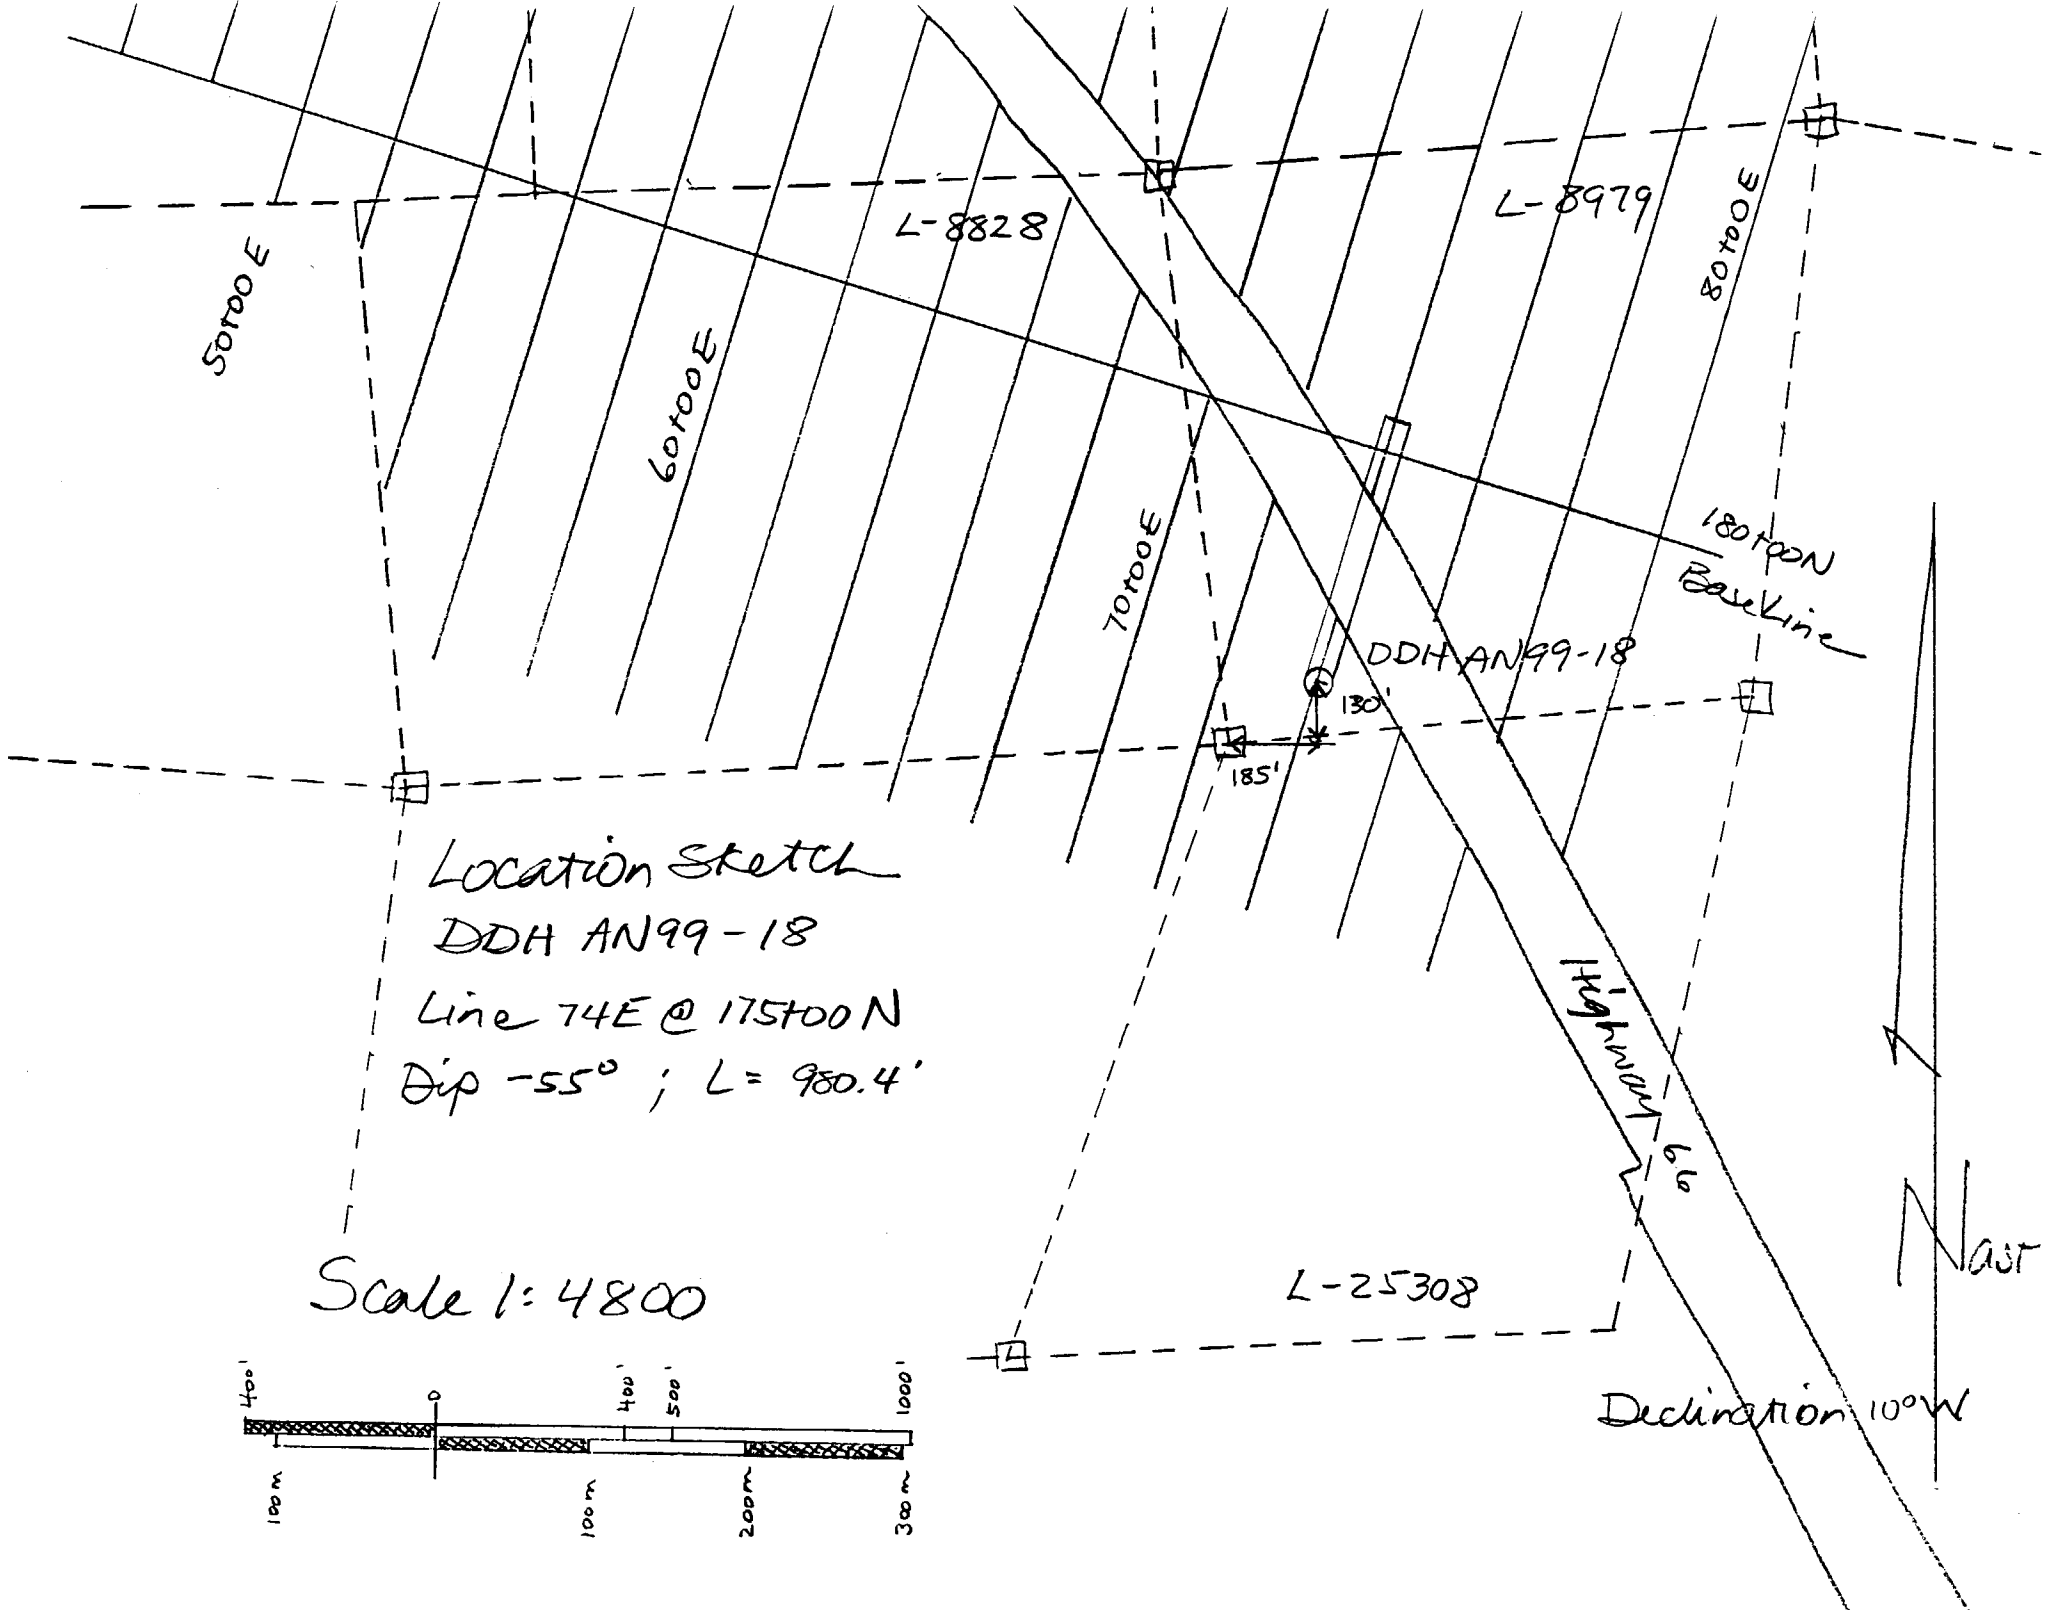 L-8828
L-8979
50+00E
60+00E
70+00E
80+00E
180+00N
Baseline
DDH AN99-18
130'
185'
Location Sketch
DDH AN99-18
Line 74E @ 175+00N
Dip -55° ; L= 980.4'
Highway 66
Scale 1:4800
L-25308
N
Declination 10°W
400'
0
400'
500'
1000'
100m
100m
200m
300m
L